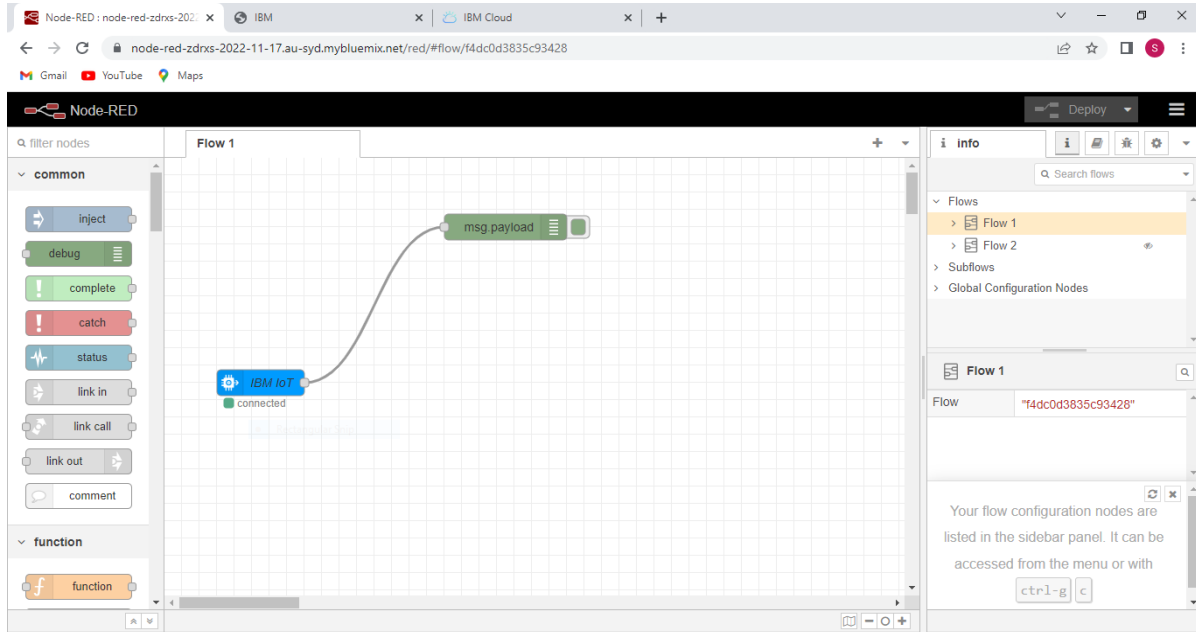 Node-RED : node-red-zdrxs-202
IBM
IBM Cloud
node-red-zdrxs-2022-11-17.au-syd.mybluemix.net/red/#flow/f4dc0d3835c93428
S
Gmail YouTube Maps
Node-RED
Deploy
filter nodes
Flow 1
info
Search flows
common
inject
debug
complete
catch
status
link in
link call
link out
comment
function
function
msg.payload
IBM IoT
connected
Flows
Flow 1
Flow 2
Subflows
Global Configuration Nodes
Flow 1
Flow "f4dc0d3835c93428"
Your flow configuration nodes are
listed in the sidebar panel. It can be
accessed from the menu or with
ctrl-g c